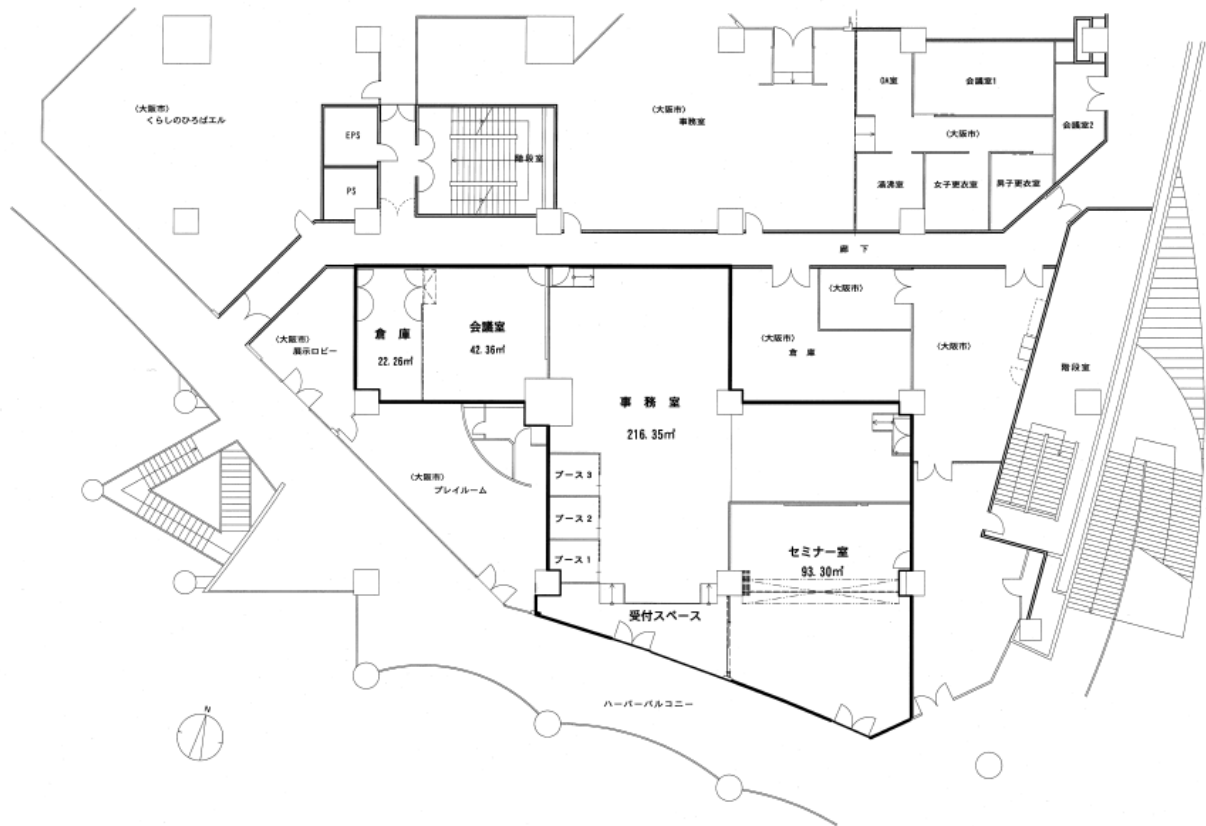 (大阪市)
くらしのひろばエル
EPS
PS
階段室
(大阪市)
事務室
OA室
会議室1
会議室2
(大阪市)
湯沸室
女子更衣室
男子更衣室
廊 下
(大阪市)
展示ロビー
倉 庫
22.26㎡
会議室
42.36㎡
事 務 室
216.35㎡
(大阪市)
(大阪市)
倉 庫
(大阪市)
階段室
(大阪市)
プレイルーム
ブース3
ブース2
ブース1
セミナー室
93.30㎡
受付スペース
ハーバーバルコニー
N